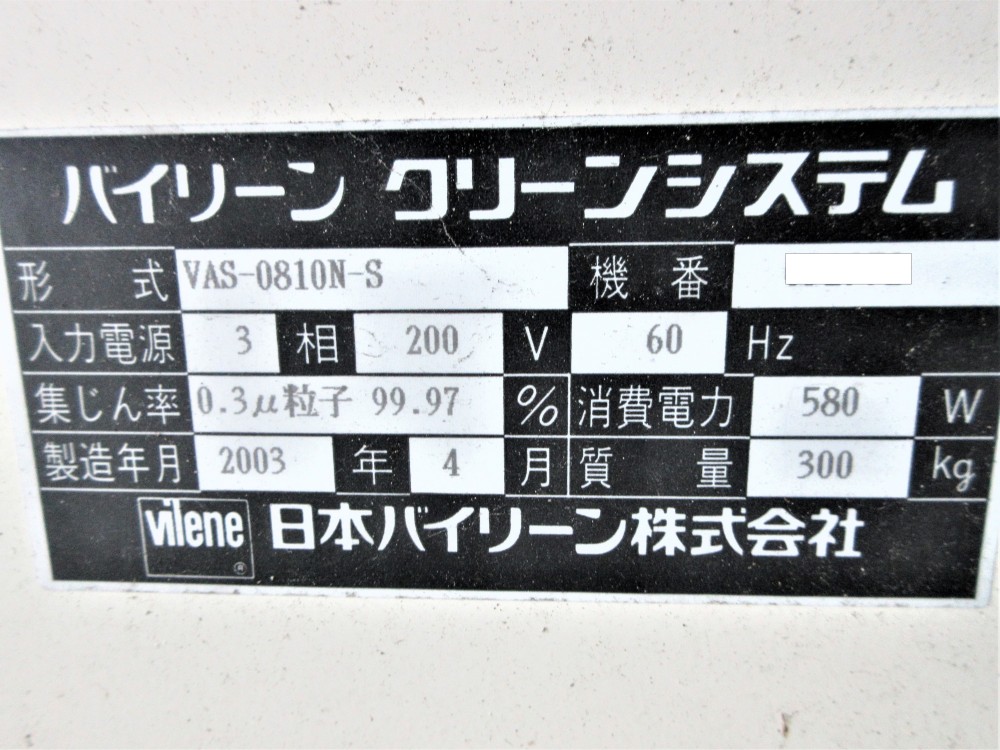 バイリーン クリーンシステム
形式 VAS-0810N-S 機番
入力電源 3 相 200 V 60 Hz
集じん率 0.3μ粒子 99.97 % 消費電力 580 W
製造年月 2003 年 4 月 質量 300 kg
Vilene ® 日本バイリーン株式会社